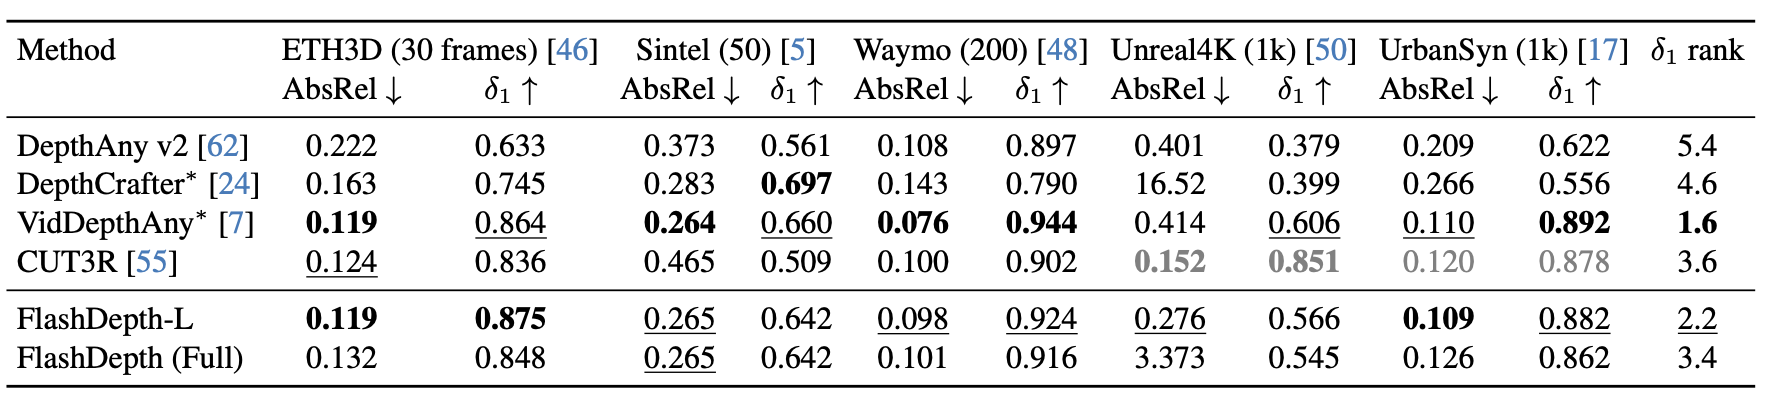 Method ETH3D (30 frames) [46] Sintel (50) [5] Waymo (200) [48] Unreal4K (1k) [50] UrbanSyn (1k) [17] δ₁ rank
AbsRel ↓ δ₁ ↑ AbsRel ↓ δ₁ ↑ AbsRel ↓ δ₁ ↑ AbsRel ↓ δ₁ ↑ AbsRel ↓ δ₁ ↑
DepthAny v2 [62] 0.222 0.633 0.373 0.561 0.108 0.897 0.401 0.379 0.209 0.622 5.4
DepthCrafter* [24] 0.163 0.745 0.283 0.697 0.143 0.790 16.52 0.399 0.266 0.556 4.6
VidDepthAny* [7] 0.119 0.864 0.264 0.660 0.076 0.944 0.414 0.606 0.110 0.892 1.6
CUT3R [55] 0.124 0.836 0.465 0.509 0.100 0.902 0.152 0.851 0.120 0.878 3.6
FlashDepth-L 0.119 0.875 0.265 0.642 0.098 0.924 0.276 0.566 0.109 0.882 2.2
FlashDepth (Full) 0.132 0.848 0.265 0.642 0.101 0.916 3.373 0.545 0.126 0.862 3.4